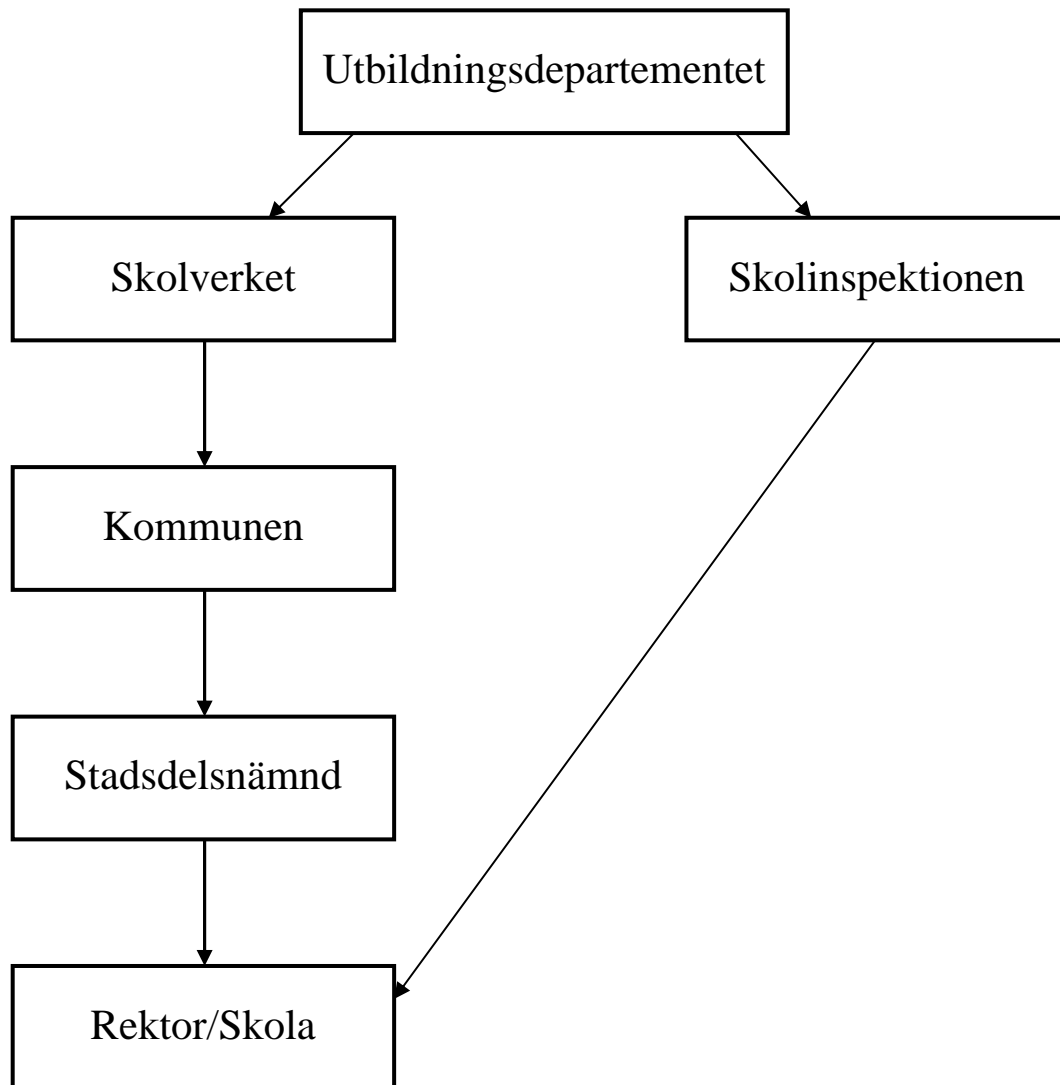 Utbildningsdepartementet
Skolverket
Skolinspektionen
Kommunen
Stadsdelsnämnd
Rektor/Skola